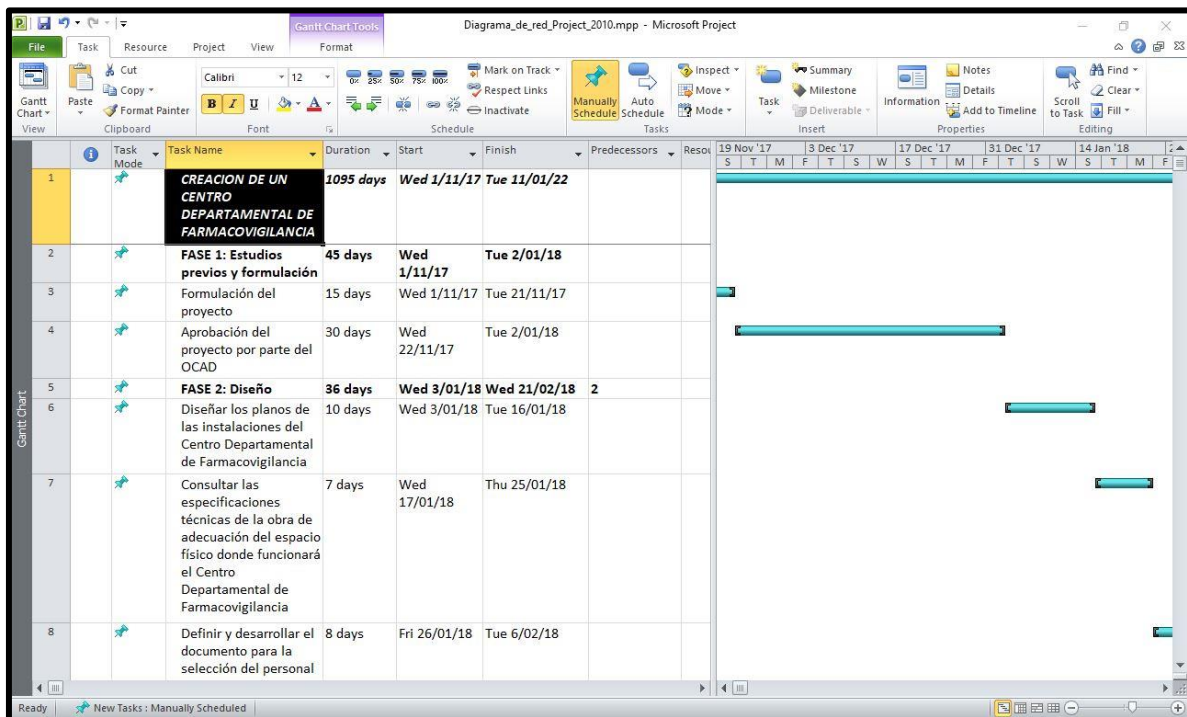 Gantt Chart Tools
Diagrama_de_red_Project_2010.mpp - Microsoft Project
File Task Resource Project View Format
Gantt Chart
View
Paste
Cut
Copy
Format Painter
Clipboard
Calibri 12
B I U A
Font
0% 25% 50% 75% 100%
Mark on Track
Respect Links
Inactivate
Schedule
Manually Schedule
Auto Schedule
Inspect
Move
Mode
Tasks
Task
Summary
Milestone
Deliverable
Insert
Information
Notes
Details
Add to Timeline
Properties
Scroll to Task
Find
Clear
Fill
Editing
Task Mode Task Name Duration Start Finish Predecessors Resou
19 Nov '17 3 Dec '17 17 Dec '17 31 Dec '17 14 Jan '18 2
S T M F T S W S T M F T S W S T M F
1 CREACION DE UN 1095 days Wed 1/11/17 Tue 11/01/22
CENTRO
DEPARTAMENTAL DE
FARMACOVIGILANCIA
2 FASE 1: Estudios 45 days Wed Tue 2/01/18
previos y formulación 1/11/17
3 Formulación del 15 days Wed 1/11/17 Tue 21/11/17
proyecto
4 Aprobación del 30 days Wed Tue 2/01/18
proyecto por parte del 22/11/17
OCAD
5 FASE 2: Diseño 36 days Wed 3/01/18 Wed 21/02/18 2
6 Diseñar los planos de 10 days Wed 3/01/18 Tue 16/01/18
las instalaciones del
Centro Departamental
de Farmacovigilancia
7 Consultar las 7 days Wed Thu 25/01/18
especificaciones 17/01/18
técnicas de la obra de
adecuación del espacio
físico donde funcionará
el Centro
Departamental de
Farmacovigilancia
8 Definir y desarrollar el 8 days Fri 26/01/18 Tue 6/02/18
documento para la
selección del personal
Gantt Chart
Ready New Tasks : Manually Scheduled